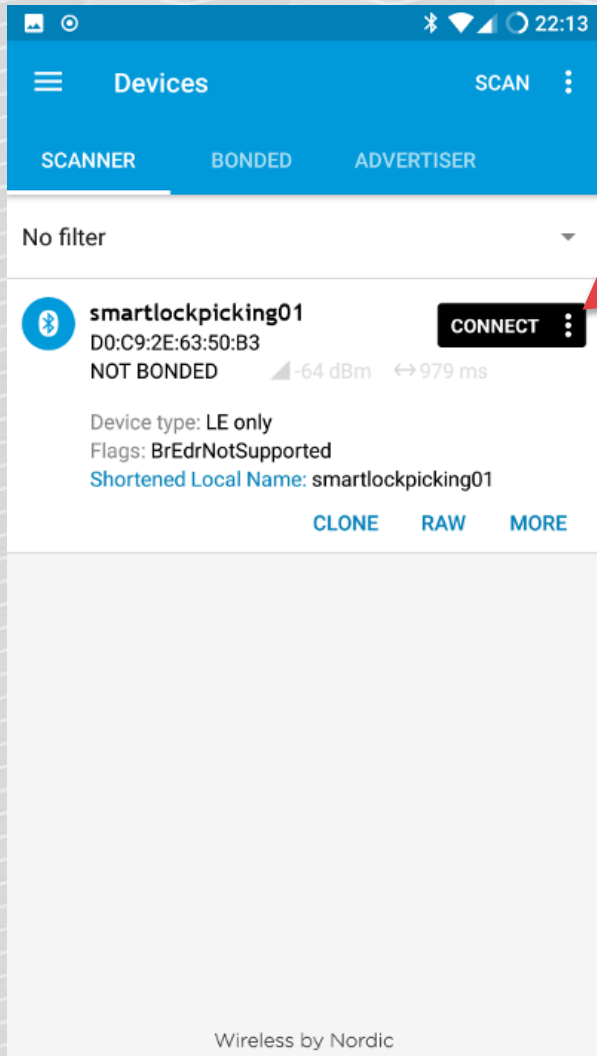 22:13
Devices SCAN
SCANNER BONDED ADVERTISER
No filter
smartlockpicking01
CONNECT
D0:C9:2E:63:50:B3
NOT BONDED -64 dBm 979 ms
Device type: LE only
Flags: BrEdrNotSupported
Shortened Local Name: smartlockpicking01
CLONE RAW MORE
Wireless by Nordic